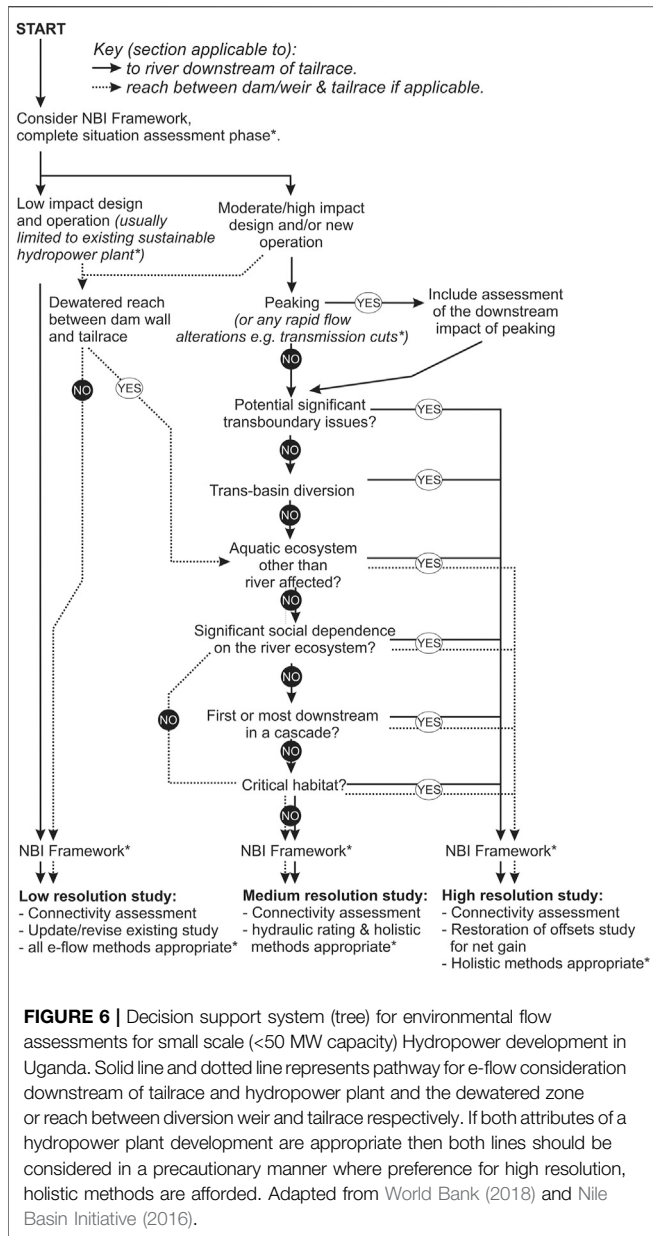 START
Key (section applicable to):
to river downstream of tailrace.
reach between dam/weir & tailrace if applicable.
Consider NBI Framework,
complete situation assessment phase*.
Low impact design
and operation (usually
limited to existing sustainable
hydropower plant*)
Moderate/high impact
design and/or new
operation
Dewatered reach
between dam wall
and tailrace
Peaking
(or any rapid flow
alterations e.g. transmission cuts*)
YES
Include assessment
of the downstream
impact of peaking
NO
NO
YES
Potential significant
transboundary issues?
YES
NO
Trans-basin diversion
YES
NO
Aquatic ecosystem
other than
river affected?
YES
NO
Significant social dependence
on the river ecosystem?
YES
NO
First or most downstream
in a cascade?
YES
NO
NO
Critical habitat?
YES
NO
NBI Framework*
NBI Framework*
NBI Framework*
Low resolution study:
- Connectivity assessment
- Update/revise existing study
- all e-flow methods appropriate*
Medium resolution study:
- Connectivity assessment
- hydraulic rating & holistic
methods appropriate*
High resolution study:
- Connectivity assessment
- Restoration of offsets study
for net gain
- Holistic methods appropriate*
FIGURE 6 | Decision support system (tree) for environmental flow
assessments for small scale (<50 MW capacity) Hydropower development in
Uganda. Solid line and dotted line represents pathway for e-flow consideration
downstream of tailrace and hydropower plant and the dewatered zone
or reach between diversion weir and tailrace respectively. If both attributes of a
hydropower plant development are appropriate then both lines should be
considered in a precautionary manner where preference for high resolution,
holistic methods are afforded. Adapted from World Bank (2018) and Nile
Basin Initiative (2016).